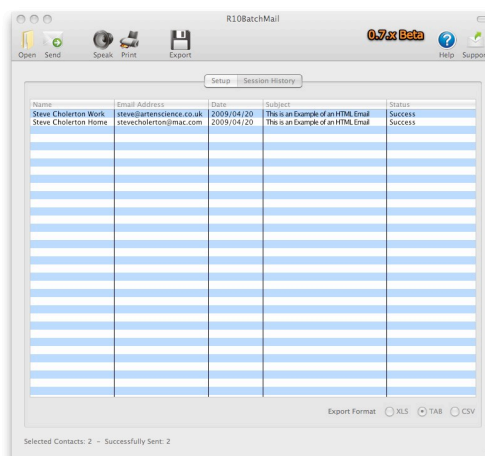 R10BatchMail
0.7.x Beta
Open Send Speak Print Export Help Suppor
Setup Session History
Name Email Address Date Subject Status
Steve Cholerton Work steve@artenscience.co.uk 2009/04/20 This is an Example of an HTML Email Success
Steve Cholerton Home stevecholerton@mac.com 2009/04/20 This is an Example of an HTML Email Success
Export Format XLS TAB CSV
Selected Contacts: 2 - Successfully Sent: 2